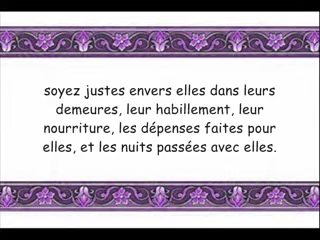 soyez justes envers elles dans leurs
demeures, leur habillement, leur
nourriture, les dépenses faites pour
elles, et les nuits passées avec elles.